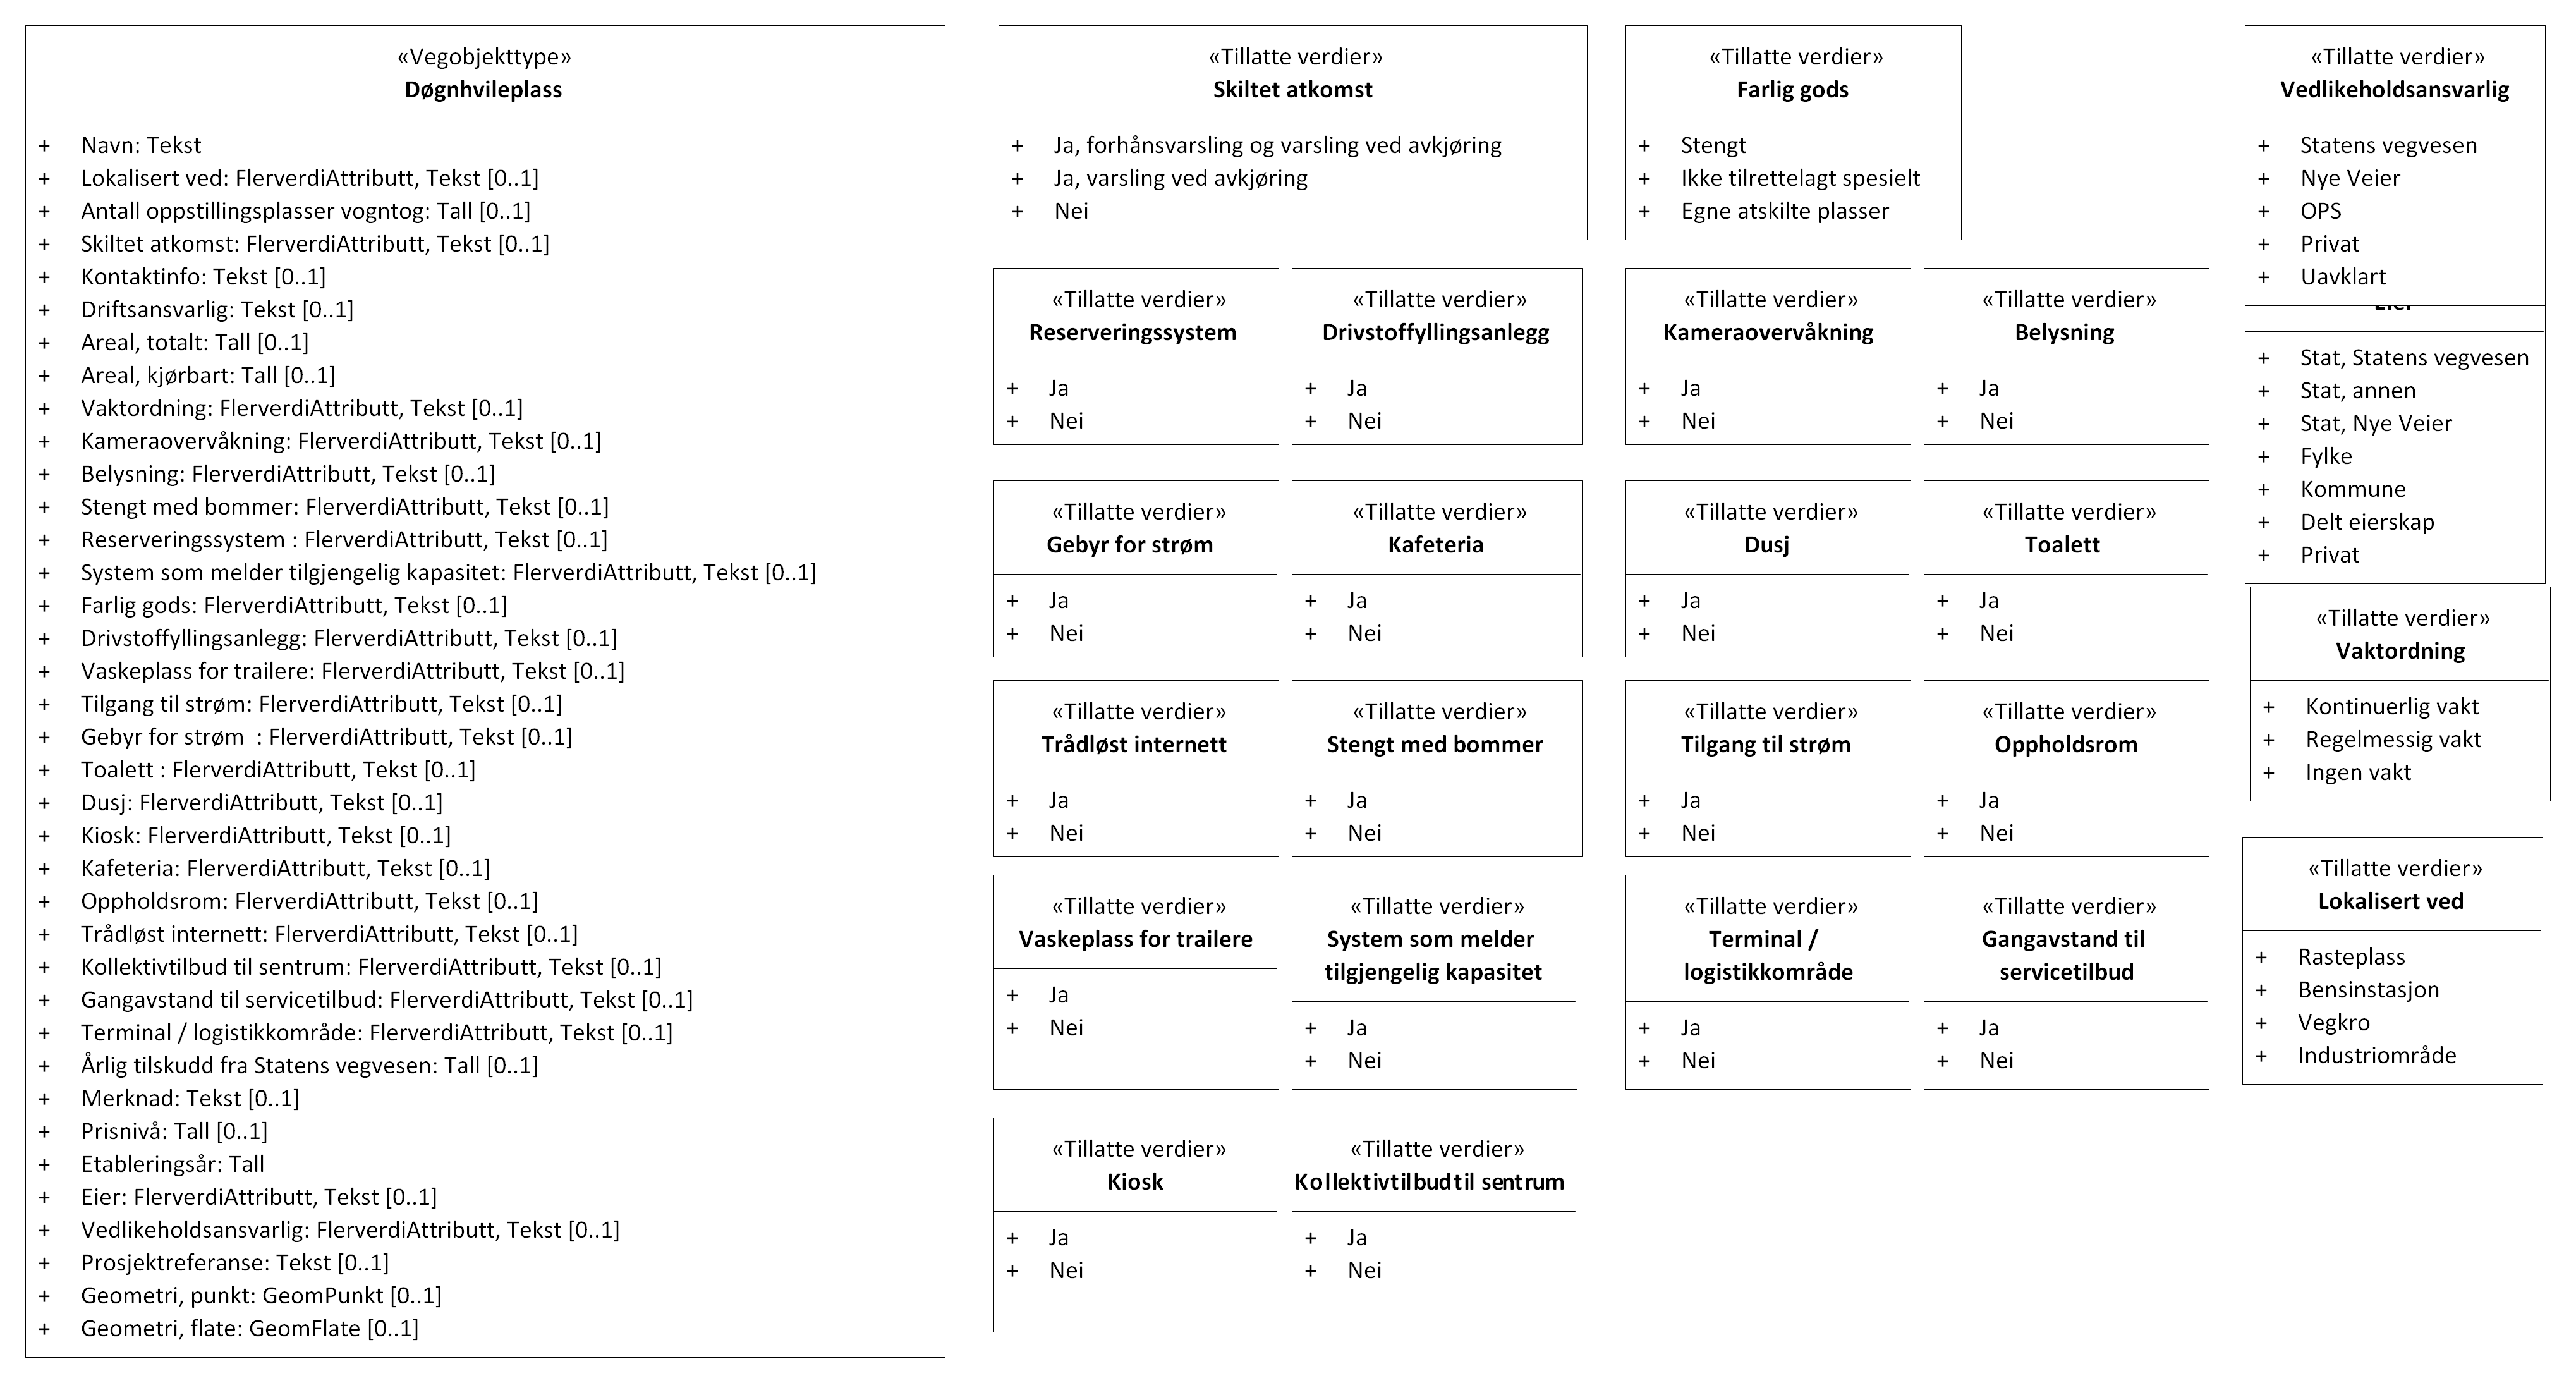 «Vegobjekttype»
Døgnhvileplass
+ Navn: Tekst
+ Lokalisert ved: FlerverdiAttributt, Tekst [0..1]
+ Antall oppstillingsplasser vogntog: Tall [0..1]
+ Skiltet atkomst: FlerverdiAttributt, Tekst [0..1]
+ Kontaktinfo: Tekst [0..1]
+ Driftsansvarlig: Tekst [0..1]
+ Areal, totalt: Tall [0..1]
+ Areal, kjørbart: Tall [0..1]
+ Vaktordning: FlerverdiAttributt, Tekst [0..1]
+ Kameraovervåkning: FlerverdiAttributt, Tekst [0..1]
+ Belysning: FlerverdiAttributt, Tekst [0..1]
+ Stengt med bommer: FlerverdiAttributt, Tekst [0..1]
+ Reserveringssystem : FlerverdiAttributt, Tekst [0..1]
+ System som melder tilgjengelig kapasitet: FlerverdiAttributt, Tekst [0..1]
+ Farlig gods: FlerverdiAttributt, Tekst [0..1]
+ Drivstoffyllingsanlegg: FlerverdiAttributt, Tekst [0..1]
+ Vaskeplass for trailere: FlerverdiAttributt, Tekst [0..1]
+ Tilgang til strøm: FlerverdiAttributt, Tekst [0..1]
+ Gebyr for strøm  : FlerverdiAttributt, Tekst [0..1]
+ Toalett : FlerverdiAttributt, Tekst [0..1]
+ Dusj: FlerverdiAttributt, Tekst [0..1]
+ Kiosk: FlerverdiAttributt, Tekst [0..1]
+ Kafeteria: FlerverdiAttributt, Tekst [0..1]
+ Oppholdsrom: FlerverdiAttributt, Tekst [0..1]
+ Trådløst internett: FlerverdiAttributt, Tekst [0..1]
+ Kollektivtilbud til sentrum: FlerverdiAttributt, Tekst [0..1]
+ Gangavstand til servicetilbud: FlerverdiAttributt, Tekst [0..1]
+ Terminal / logistikkområde: FlerverdiAttributt, Tekst [0..1]
+ Årlig tilskudd fra Statens vegvesen: Tall [0..1]
+ Merknad: Tekst [0..1]
+ Prisnivå: Tall [0..1]
+ Etableringsår: Tall
+ Eier: FlerverdiAttributt, Tekst [0..1]
+ Vedlikeholdsansvarlig: FlerverdiAttributt, Tekst [0..1]
+ Prosjektreferanse: Tekst [0..1]
+ Geometri, punkt: GeomPunkt [0..1]
+ Geometri, flate: GeomFlate [0..1]
«Tillatte verdier»
Skiltet atkomst
+ Ja, forhånsvarsling og varsling ved avkjøring
+ Ja, varsling ved avkjøring
+ Nei
«Tillatte verdier»
Farlig gods
+ Stengt
+ Ikke tilrettelagt spesielt
+ Egne atskilte plasser
«Tillatte verdier»
Reserveringssystem
+ Ja
+ Nei
«Tillatte verdier»
Drivstoffyllingsanlegg
+ Ja
+ Nei
«Tillatte verdier»
Kameraovervåkning
+ Ja
+ Nei
«Tillatte verdier»
Belysning
+ Ja
+ Nei
«Tillatte verdier»
Gebyr for strøm
+ Ja
+ Nei
«Tillatte verdier»
Kafeteria
+ Ja
+ Nei
«Tillatte verdier»
Dusj
+ Ja
+ Nei
«Tillatte verdier»
Toalett
+ Ja
+ Nei
«Tillatte verdier»
Trådløst internett
+ Ja
+ Nei
«Tillatte verdier»
Stengt med bommer
+ Ja
+ Nei
«Tillatte verdier»
Tilgang til strøm
+ Ja
+ Nei
«Tillatte verdier»
Oppholdsrom
+ Ja
+ Nei
«Tillatte verdier»
Vaskeplass for trailere
+ Ja
+ Nei
«Tillatte verdier»
System som melder
tilgjengelig kapasitet
+ Ja
+ Nei
«Tillatte verdier»
Terminal /
logistikkområde
+ Ja
+ Nei
«Tillatte verdier»
Gangavstand til
servicetilbud
+ Ja
+ Nei
«Tillatte verdier»
Kiosk
+ Ja
+ Nei
«Tillatte verdier»
Kollektivtilbud til sentrum
+ Ja
+ Nei
«Tillatte verdier»
Vedlikeholdsansvarlig
+ Statens vegvesen
+ Nye Veier
+ OPS
+ Privat
+ Uavklart
+ Stat, Statens vegvesen
+ Stat, annen
+ Stat, Nye Veier
+ Fylke
+ Kommune
+ Delt eierskap
+ Privat
«Tillatte verdier»
Vaktordning
+ Kontinuerlig vakt
+ Regelmessig vakt
+ Ingen vakt
«Tillatte verdier»
Lokalisert ved
+ Rasteplass
+ Bensinstasjon
+ Vegkro
+ Industriområde